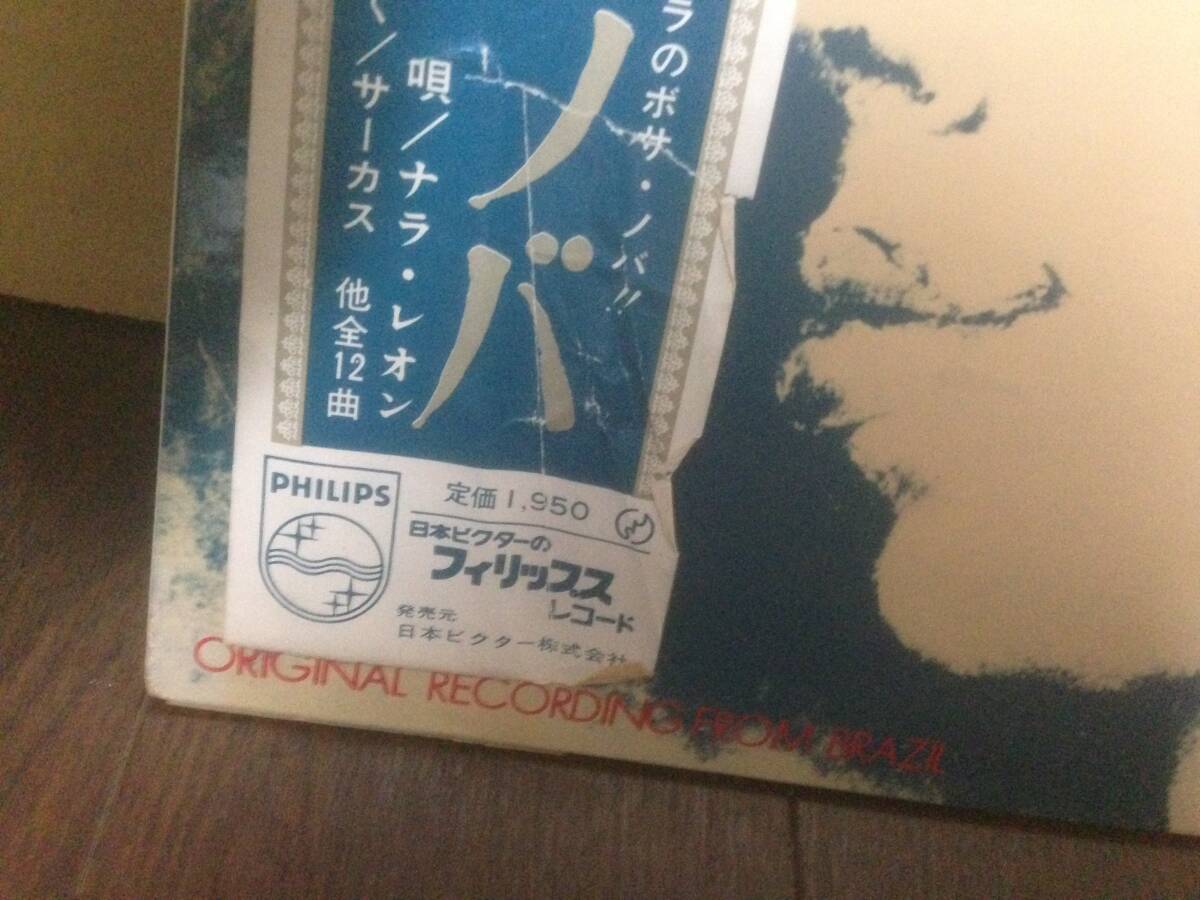 ラのボサ・ノバ!!
ノバ
唄／ナラ・レオン
く／サーカス 他全12曲
PHILIPS
定価1,950
日本ビクターの
フィリップス
レコード
発売元
日本ビクター株式会社
ORIGINAL RECORDING FROM BRAZIL